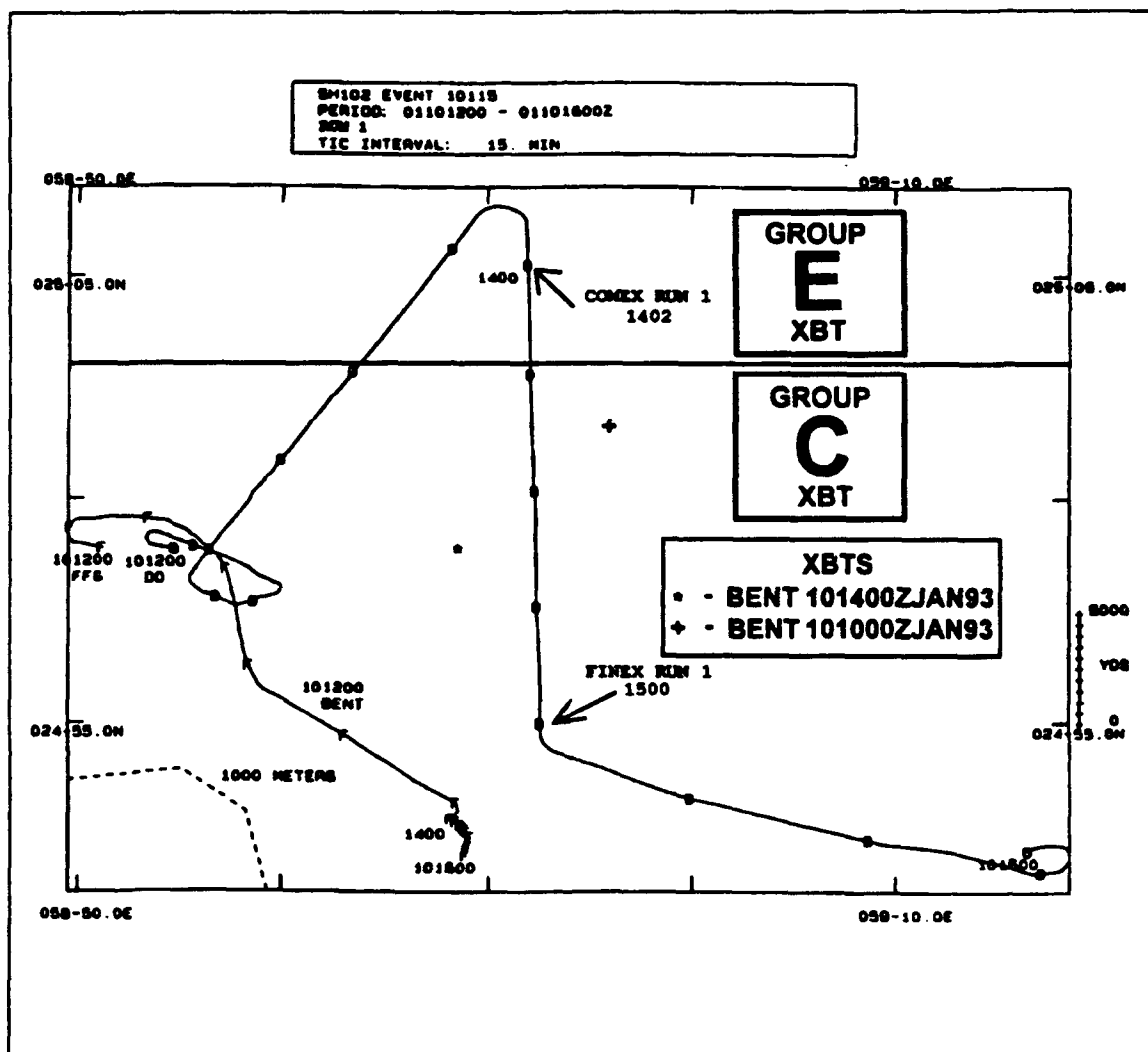 SH102 EVENT 10115
PERIOD: 01101200 - 01101600Z
RUN 1
TIC INTERVAL: 15. MIN
058-50.0E
059-10.0E
GROUP
E
XBT
025-05.0N
025-05.0N
1400
COMEX RUN 1
1402
GROUP
C
XBT
101200
FFG
101200
DD
XBTS
* - BENT 101400ZJAN93
+ - BENT 101000ZJAN93
5000
YDS
0
101200
BENT
FINEX RUN 1
1500
024-55.0N
024-55.0N
1000 METERS
1400
101600
101600
058-50.0E
059-10.0E